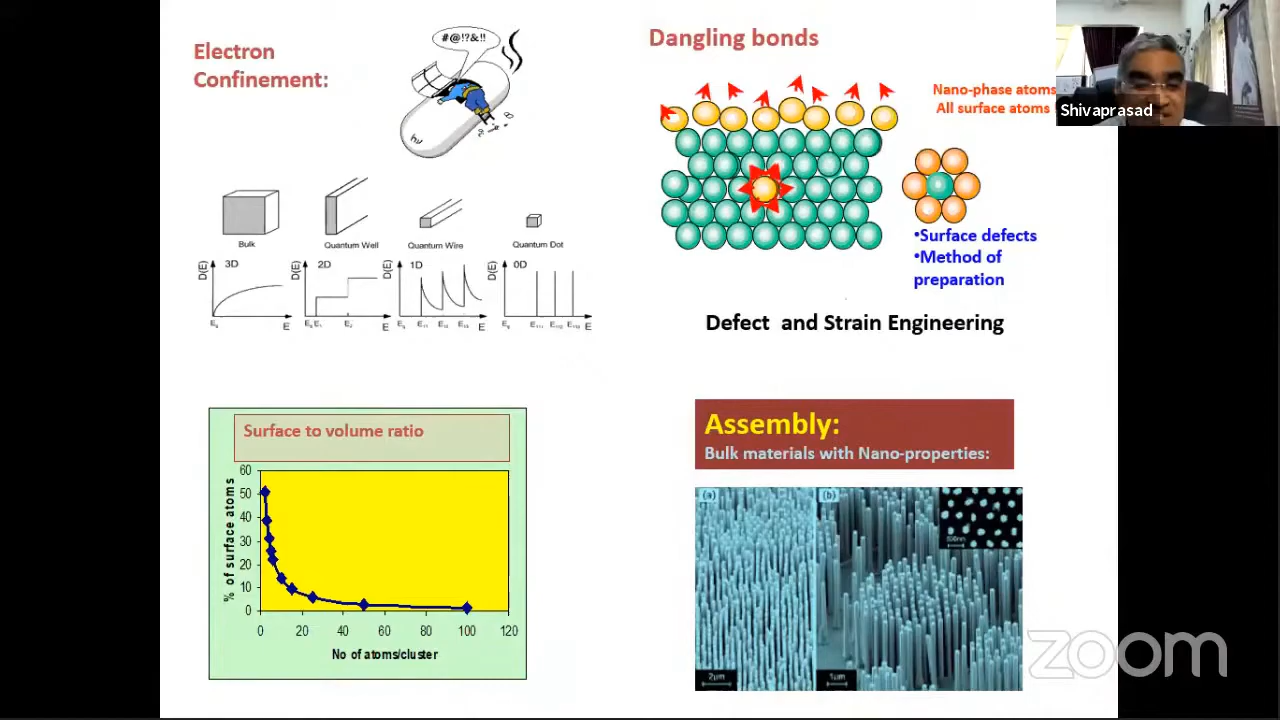 Electron
Confinement:
#@!?&!!
hν
Bulk
Quantum Well
Quantum Wire
Quantum Dot
D(E)
3D
E
D(E)
2D
E
D(E)
1D
E
D(E)
0D
E
Dangling bonds
Nano-phase atoms
All surface atoms
Shivaprasad
•Surface defects
•Method of
preparation
Defect and Strain Engineering
Surface to volume ratio
% of surface atoms
60
50
40
30
20
10
0
0 20 40 60 80 100 120
No of atoms/cluster
Assembly:
Bulk materials with Nano-properties:
(a)
(b)
2μm
1μm
zoom